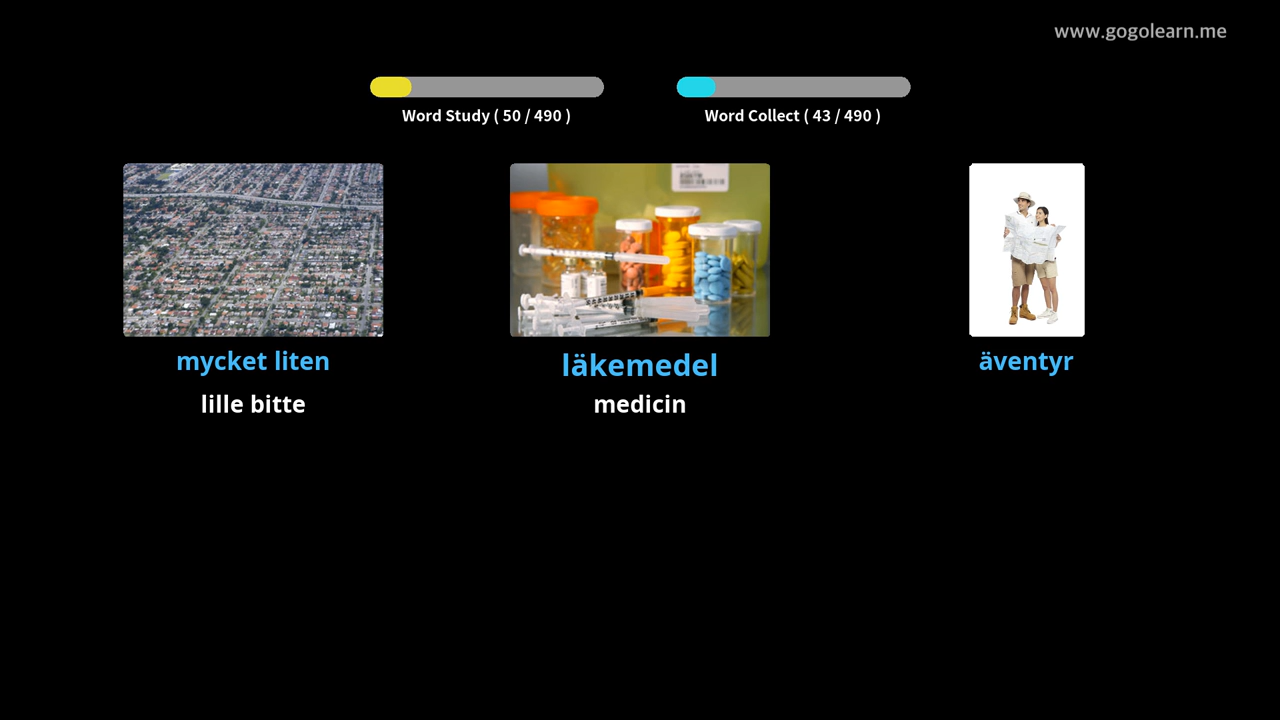 www.gogolearn.me
Word Study ( 50 / 490 )
Word Collect ( 43 / 490 )
mycket liten
läkemedel
äventyr
lille bitte
medicin